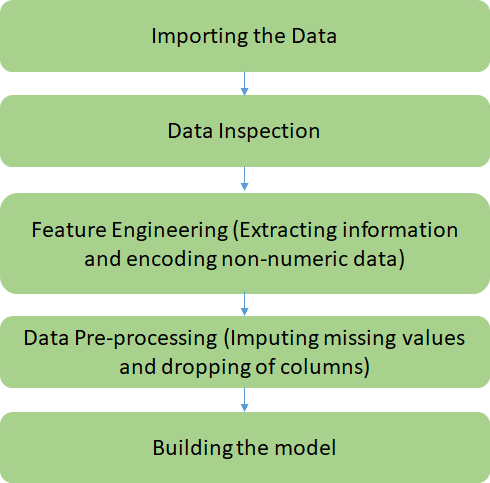 Importing the Data
Data Inspection
Feature Engineering (Extracting information
and encoding non-numeric data)
Data Pre-processing (Imputing missing values
and dropping of columns)
Building the model